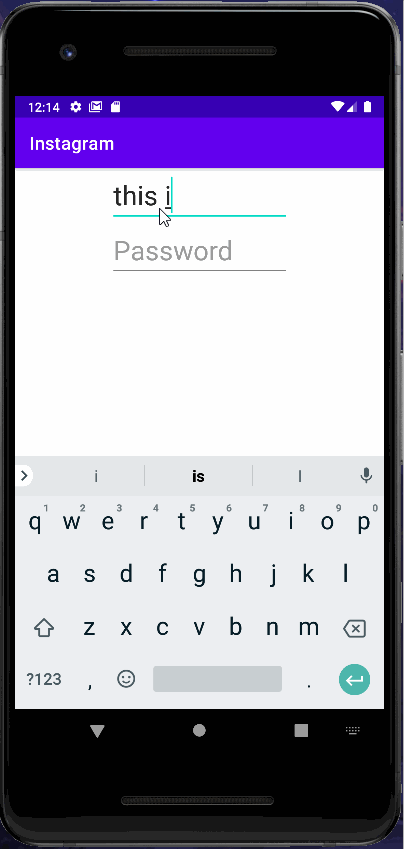 12:14
Instagram
this i
Password
i is I
1 2 3 4 5 6 7 8 9 0
q w e r t y u i o p
a s d f g h j k l
z x c v b n m
?123 , .